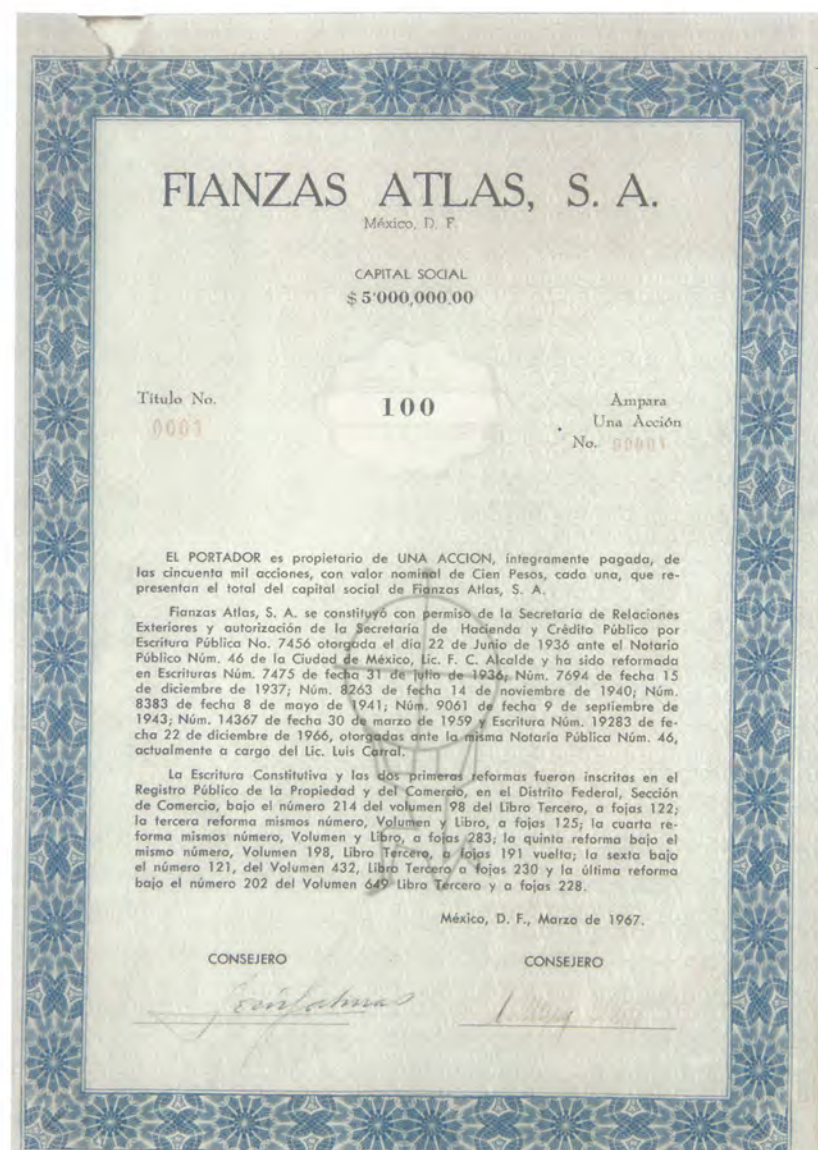 FIANZAS ATLAS, S. A.
México, D. F.
CAPITAL SOCIAL
$ 5'000,000.00
Título No.
0001
100
Ampara
Una Acción
No. 00001
EL PORTADOR es propietario de UNA ACCION, íntegramente pagada, de
las cincuenta mil acciones, con valor nominal de Cien Pesos, cada una, que re-
presentan el total del capital social de Fianzas Atlas, S. A.
Fianzas Atlas, S. A. se constituyó con permiso de la Secretaría de Relaciones
Exteriores y autorización de la Secretaría de Hacienda y Crédito Público por
Escritura Pública No. 7456 otorgada el día 22 de Junio de 1936 ante el Notario
Público Núm. 46 de la Ciudad de México, Lic. F. C. Alcalde y ha sido reformada
en Escrituras Núm. 7475 de fecha 31 de julio de 1936; Núm. 7694 de fecha 15
de diciembre de 1937; Núm. 8263 de fecha 14 de noviembre de 1940; Núm.
8383 de fecha 8 de mayo de 1941; Núm. 9061 de fecha 9 de septiembre de
1943; Núm. 14367 de fecha 30 de marzo de 1959 y Escritura Núm. 19283 de fe-
cha 22 de diciembre de 1966, otorgadas ante la misma Notaría Pública Núm. 46,
actualmente a cargo del Lic. Luis Carral.
La Escritura Constitutiva y las dos primeras reformas fueron inscritas en el
Registro Público de la Propiedad y del Comercio, en el Distrito Federal, Sección
de Comercio, bajo el número 214 del volumen 98 del Libro Tercero, a fojas 122;
la tercera reforma mismos número, Volumen y Libro, a fojas 125; la cuarta re-
forma mismos número, Volumen y Libro, a fojas 283; la quinta reforma bajo el
mismo número, Volumen 198, Libro Tercero, a fojas 191 vuelta; la sexta bajo
el número 121, del Volumen 432, Libro Tercero a fojas 230 y la última reforma
bajo el número 202 del Volumen 649 Libro Tercero y a fojas 228.
México, D. F., Marzo de 1967.
CONSEJERO
CONSEJERO